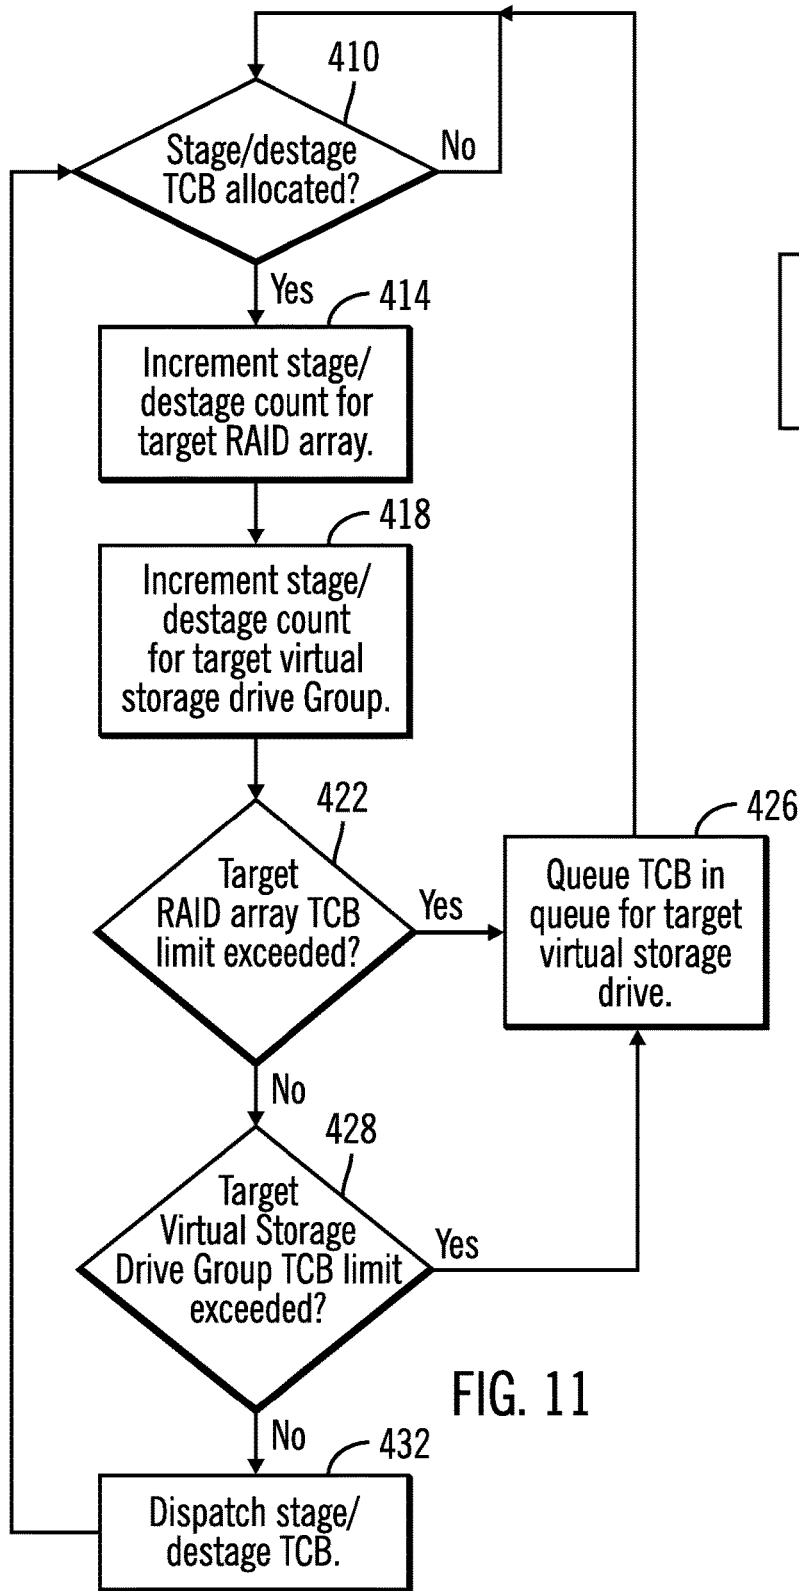 410
Stage/destage
TCB allocated?
No
Yes
414
Increment stage/
destage count for
target RAID array.
418
Increment stage/
destage count
for target virtual
storage drive Group.
422
Target
RAID array TCB
limit exceeded?
Yes
426
Queue TCB in
queue for target
virtual storage
drive.
No
428
Target
Virtual Storage
Drive Group TCB limit
exceeded?
Yes
FIG. 11
No
432
Dispatch stage/
destage TCB.